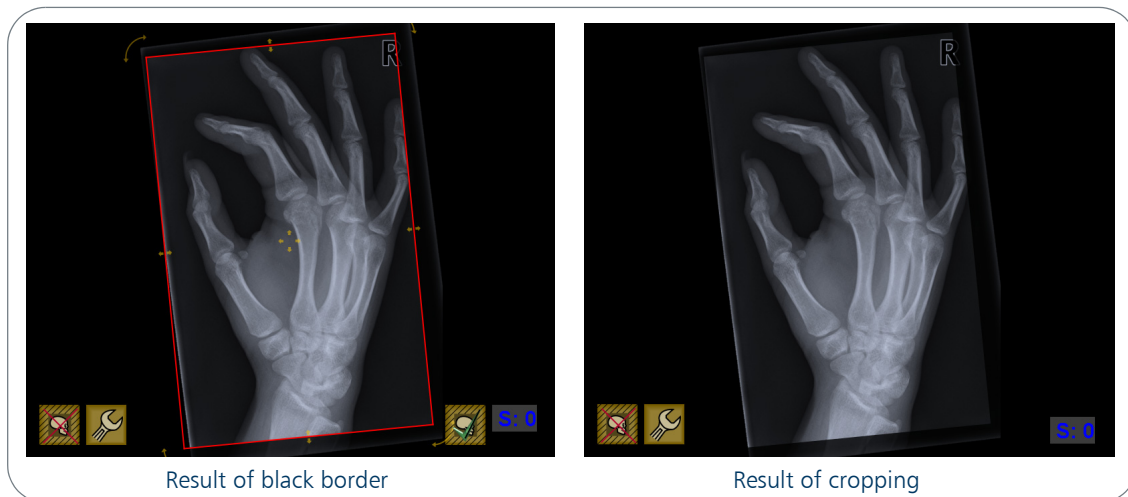 R
R
S: 0
S: 0
Result of black border
Result of cropping